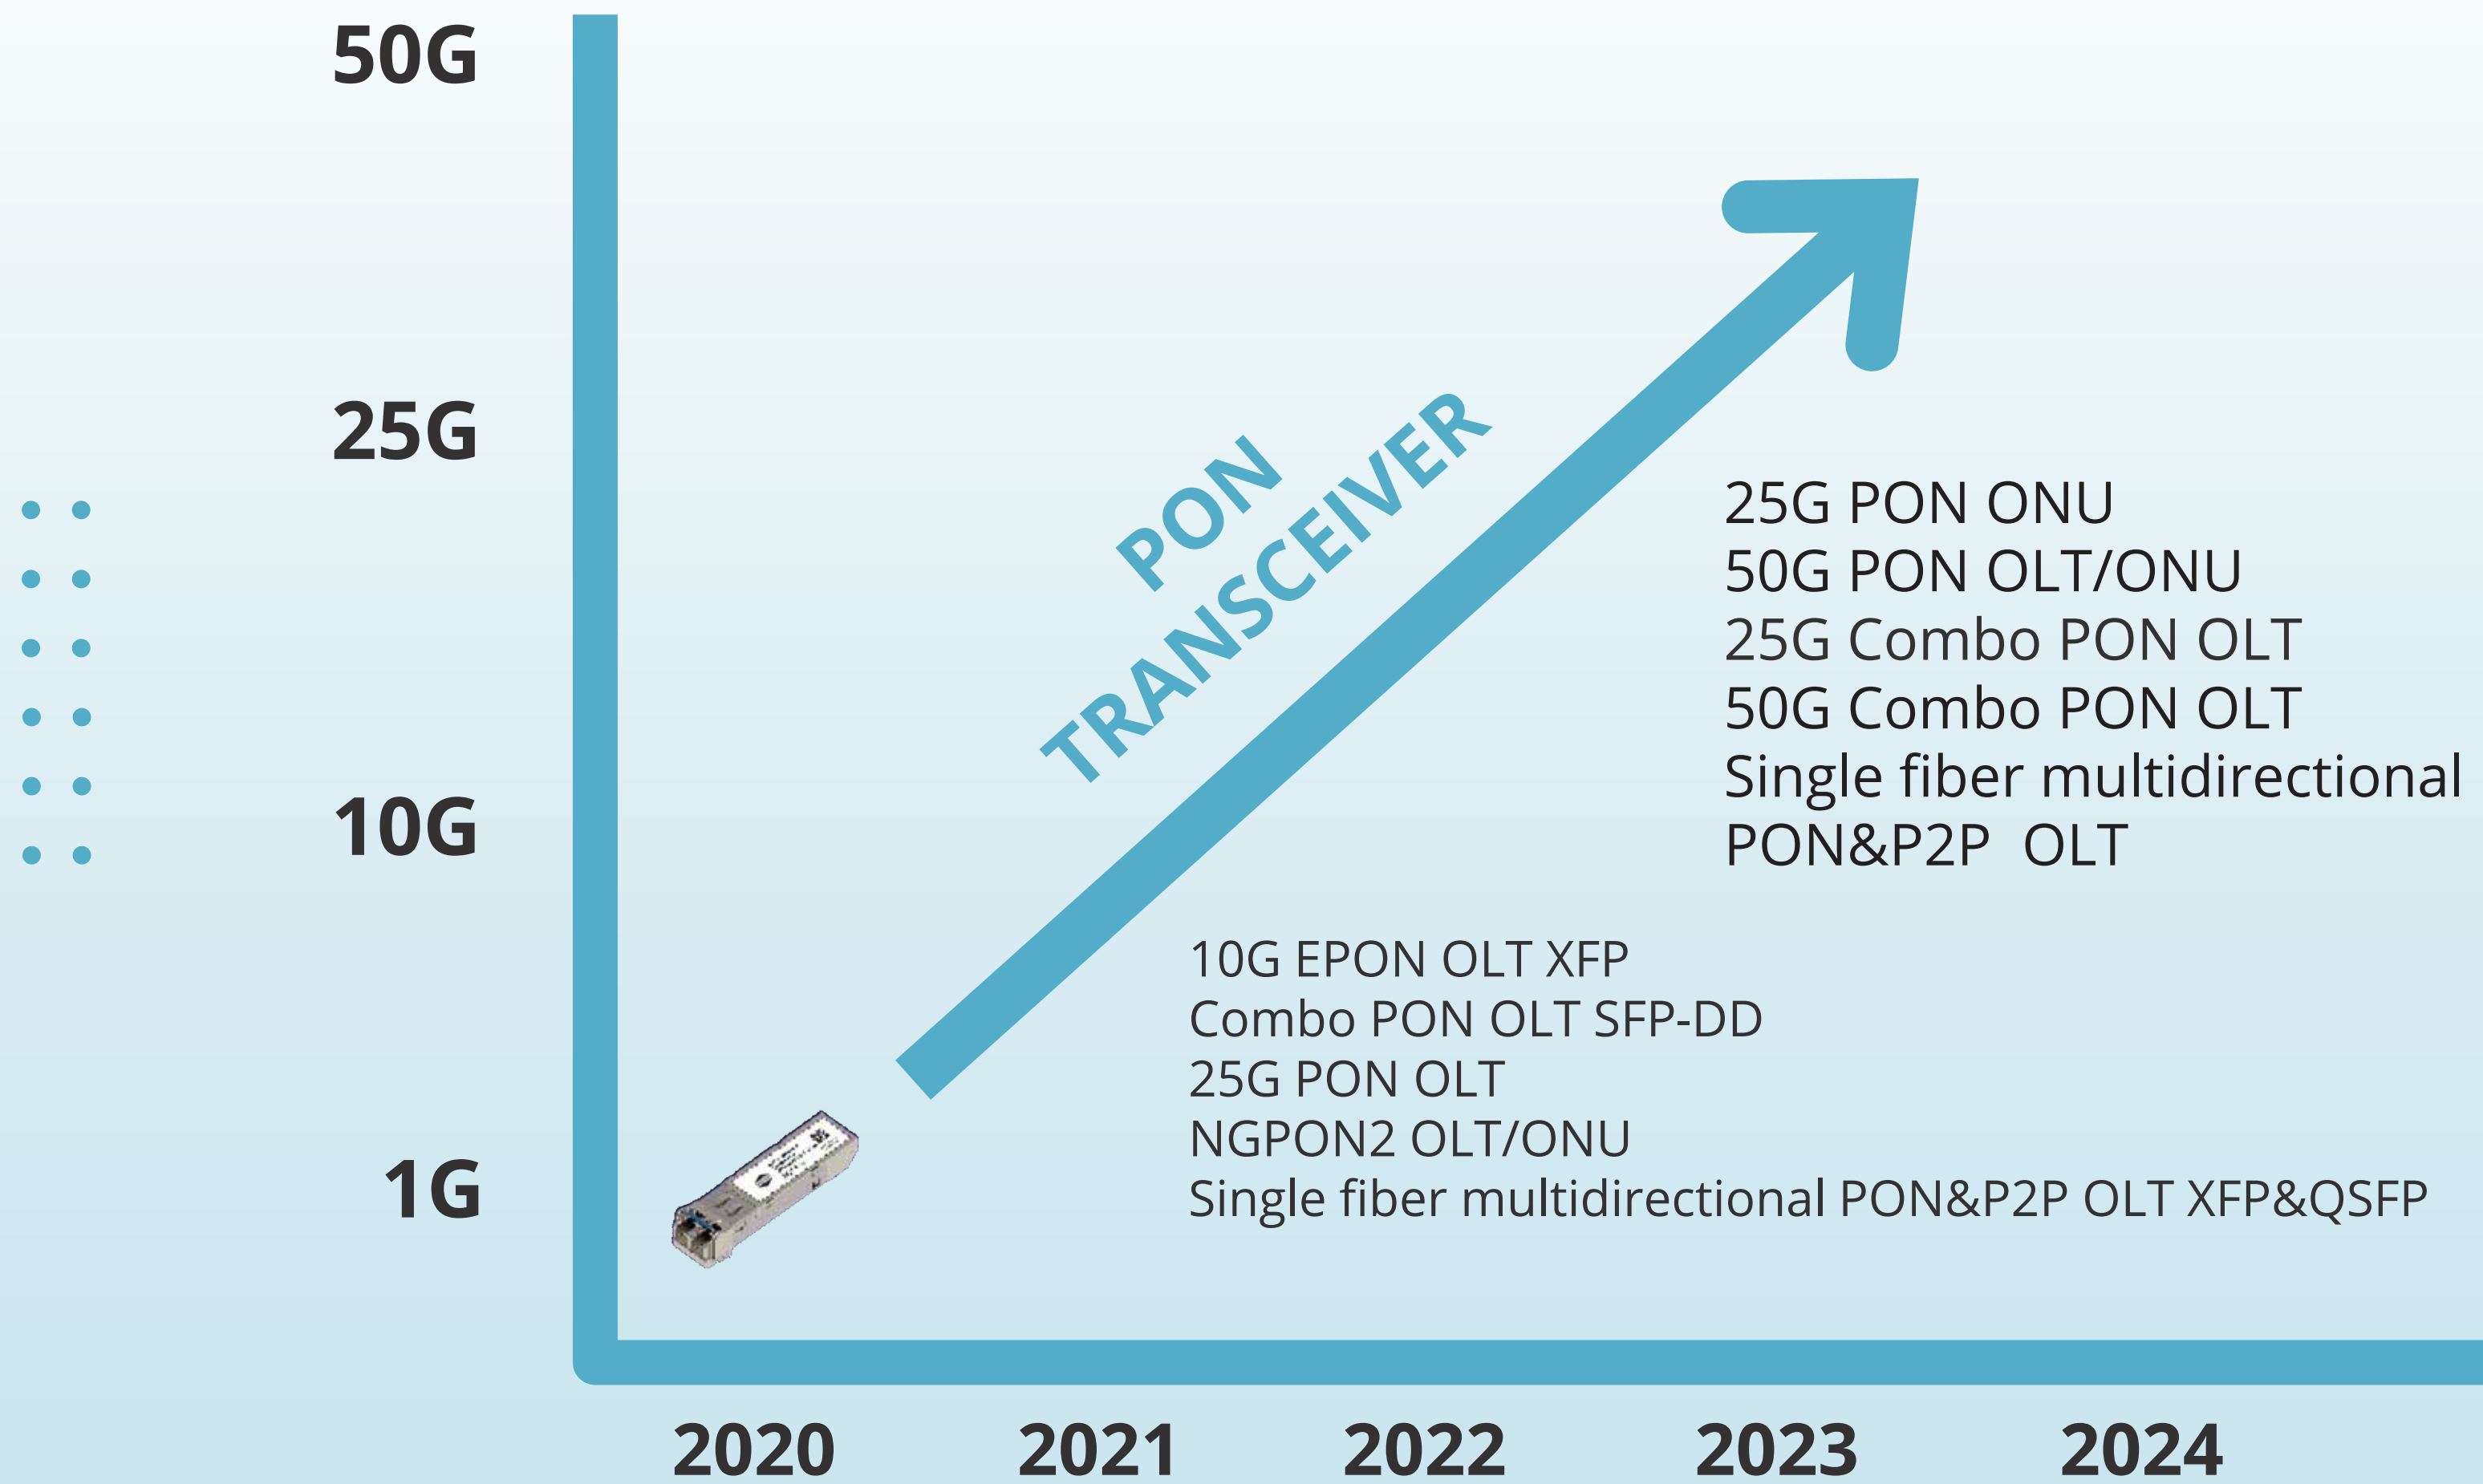 50G
25G
10G
1G
PON
TRANSCEIVER
25G PON ONU
50G PON OLT/ONU
25G Combo PON OLT
50G Combo PON OLT
Single fiber multidirectional
PON&P2P OLT
10G EPON OLT XFP
Combo PON OLT SFP-DD
25G PON OLT
NGPON2 OLT/ONU
Single fiber multidirectional PON&P2P OLT XFP&QSFP
2020 2021 2022 2023 2024